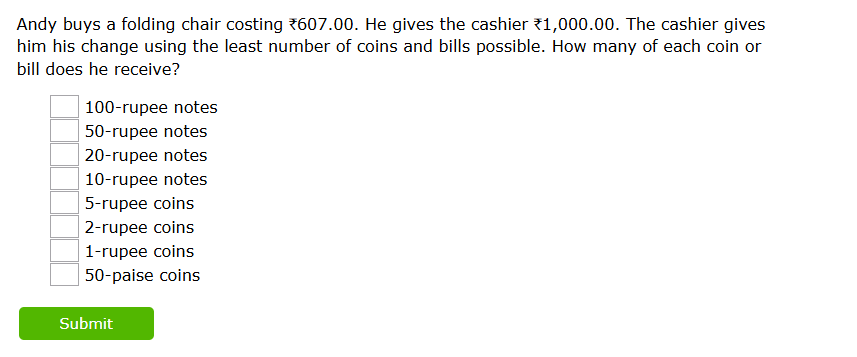 Andy buys a folding chair costing ₹607.00. He gives the cashier ₹1,000.00. The cashier gives
him his change using the least number of coins and bills possible. How many of each coin or
bill does he receive?
100-rupee notes
50-rupee notes
20-rupee notes
10-rupee notes
5-rupee coins
2-rupee coins
1-rupee coins
50-paise coins
Submit